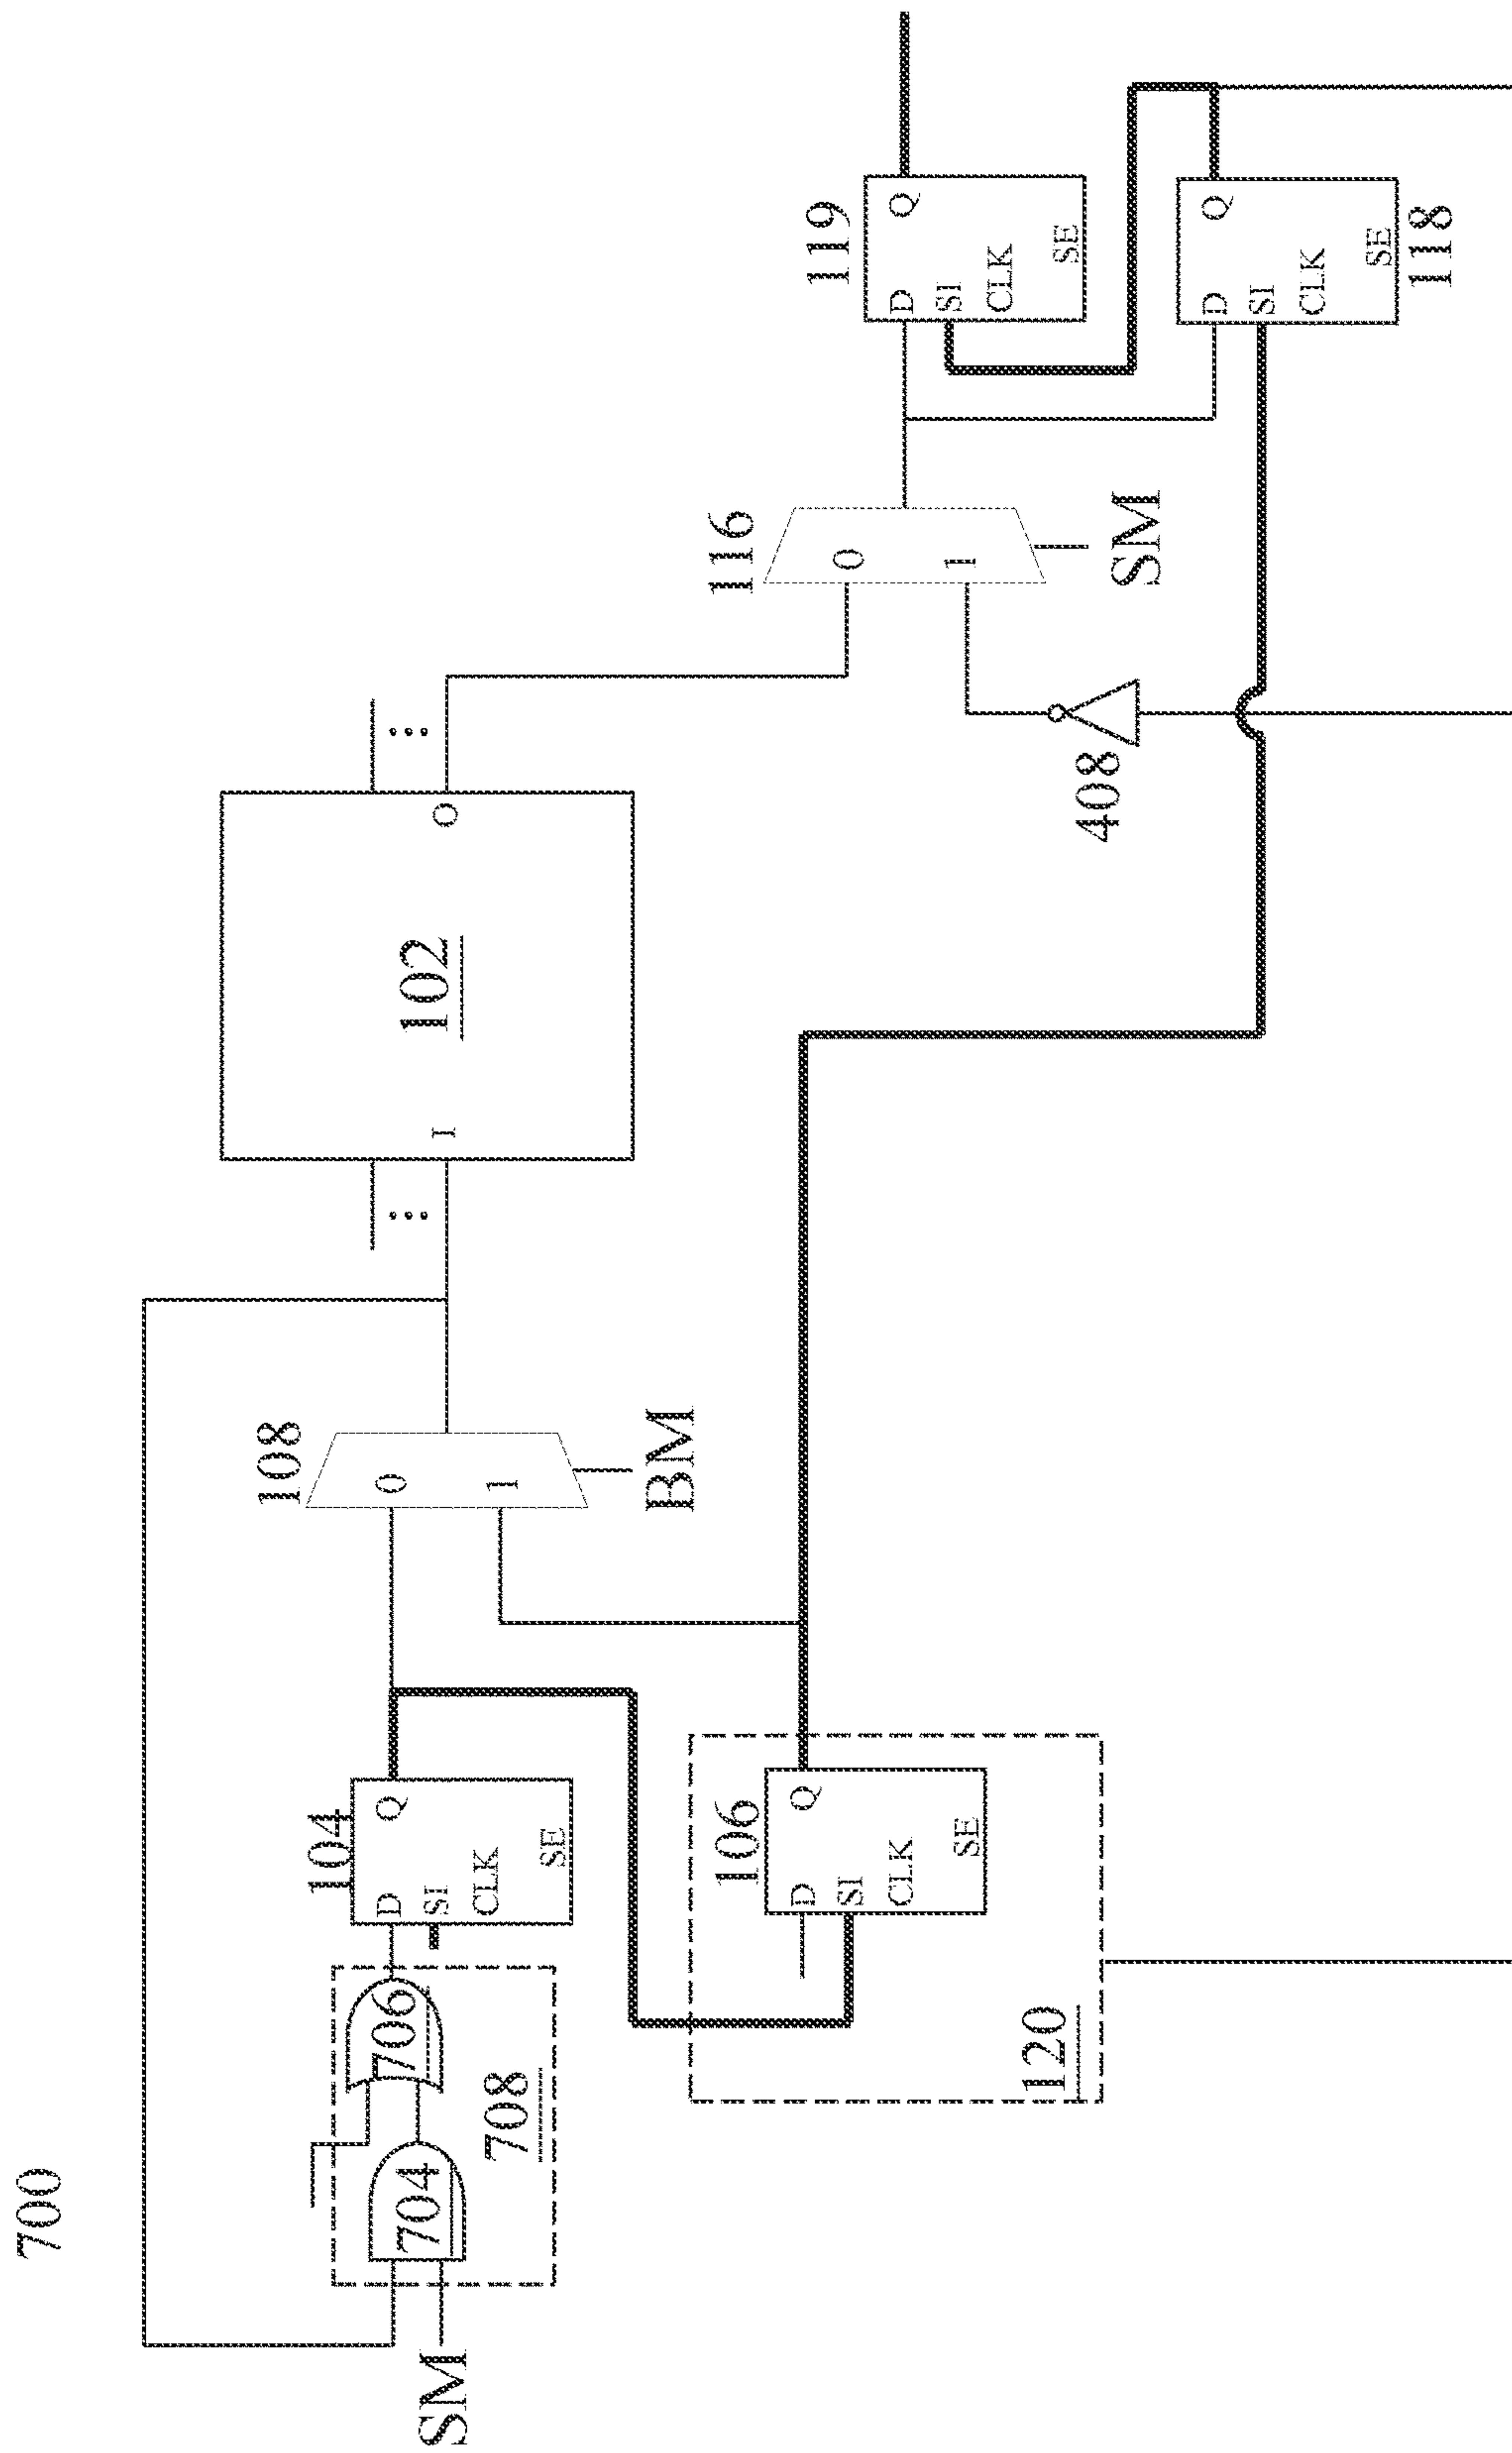 700
SM
704
706
708
104
D
Q
SI
CLK
SE
106
D
Q
SI
CLK
SE
120
108
0
1
BM
I
102
O
...
...
408
116
0
1
SM
119
D
Q
SI
CLK
SE
D
Q
SI
CLK
SE
118